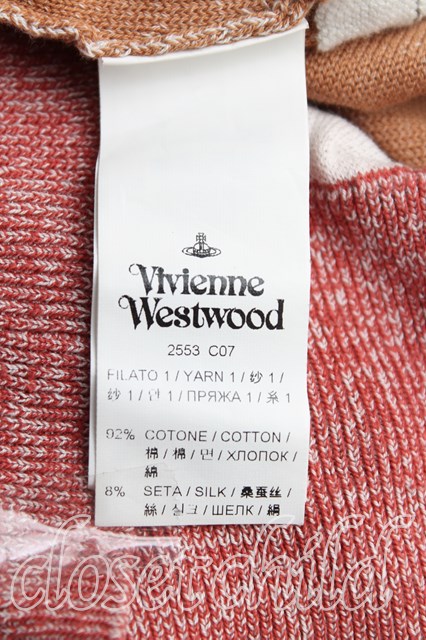 Vivienne
Westwood
2553 C07
FILATO 1 / YARN 1 / 纱 1 /
紗 1 / 얀 1 / ПРЯЖА 1 / 糸 1
92% COTONE / COTTON /
棉 / 棉 / 면 / ХЛОПОК /
綿
8% SETA / SILK / 桑蚕丝 /
絲 / 실크 / ШЕЛК / 絹
closet child